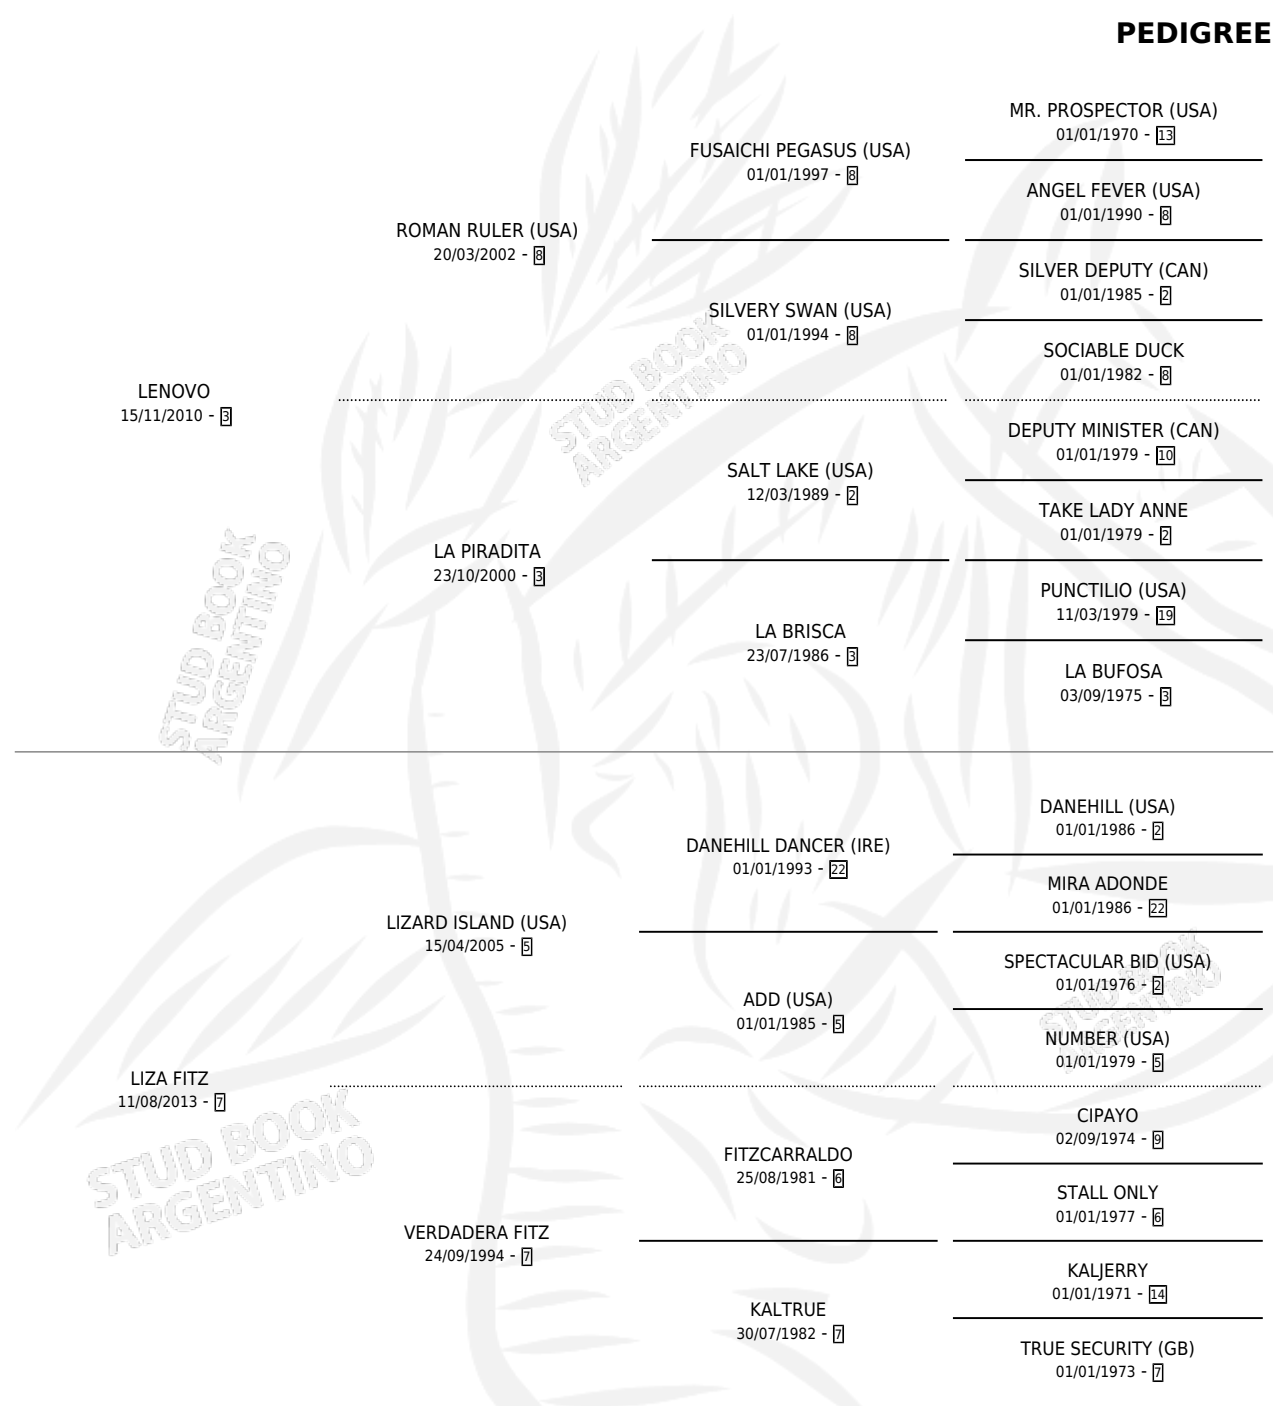 PEDIGREE
MR. PROSPECTOR (USA)
01/01/1970 - 13
FUSAICHI PEGASUS (USA)
01/01/1997 - 8
ANGEL FEVER (USA)
01/01/1990 - 8
ROMAN RULER (USA)
20/03/2002 - 8
SILVER DEPUTY (CAN)
01/01/1985 - 2
SILVERY SWAN (USA)
01/01/1994 - 8
SOCIABLE DUCK
01/01/1982 - 8
LENOVO
15/11/2010 - 3
DEPUTY MINISTER (CAN)
01/01/1979 - 10
SALT LAKE (USA)
12/03/1989 - 2
TAKE LADY ANNE
01/01/1979 - 2
LA PIRADITA
23/10/2000 - 3
PUNCTILIO (USA)
11/03/1979 - 19
LA BRISCA
23/07/1986 - 3
LA BUFOSA
03/09/1975 - 3
STUD BOOK
ARGENTINO
STUD BOOK
ARGENTINO
DANEHILL (USA)
01/01/1986 - 2
DANEHILL DANCER (IRE)
01/01/1993 - 22
MIRA ADONDE
01/01/1986 - 22
LIZARD ISLAND (USA)
15/04/2005 - 5
SPECTACULAR BID (USA)
01/01/1976 - 2
ADD (USA)
01/01/1985 - 5
NUMBER (USA)
01/01/1979 - 5
LIZA FITZ
11/08/2013 - 7
CIPAYO
02/09/1974 - 9
FITZCARRALDO
25/08/1981 - 6
STALL ONLY
01/01/1977 - 6
VERDADERA FITZ
24/09/1994 - 7
KALJERRY
01/01/1971 - 14
KALTRUE
30/07/1982 - 7
TRUE SECURITY (GB)
01/01/1973 - 7
STUD BOOK
ARGENTINO
STUD BOOK
ARGENTINO